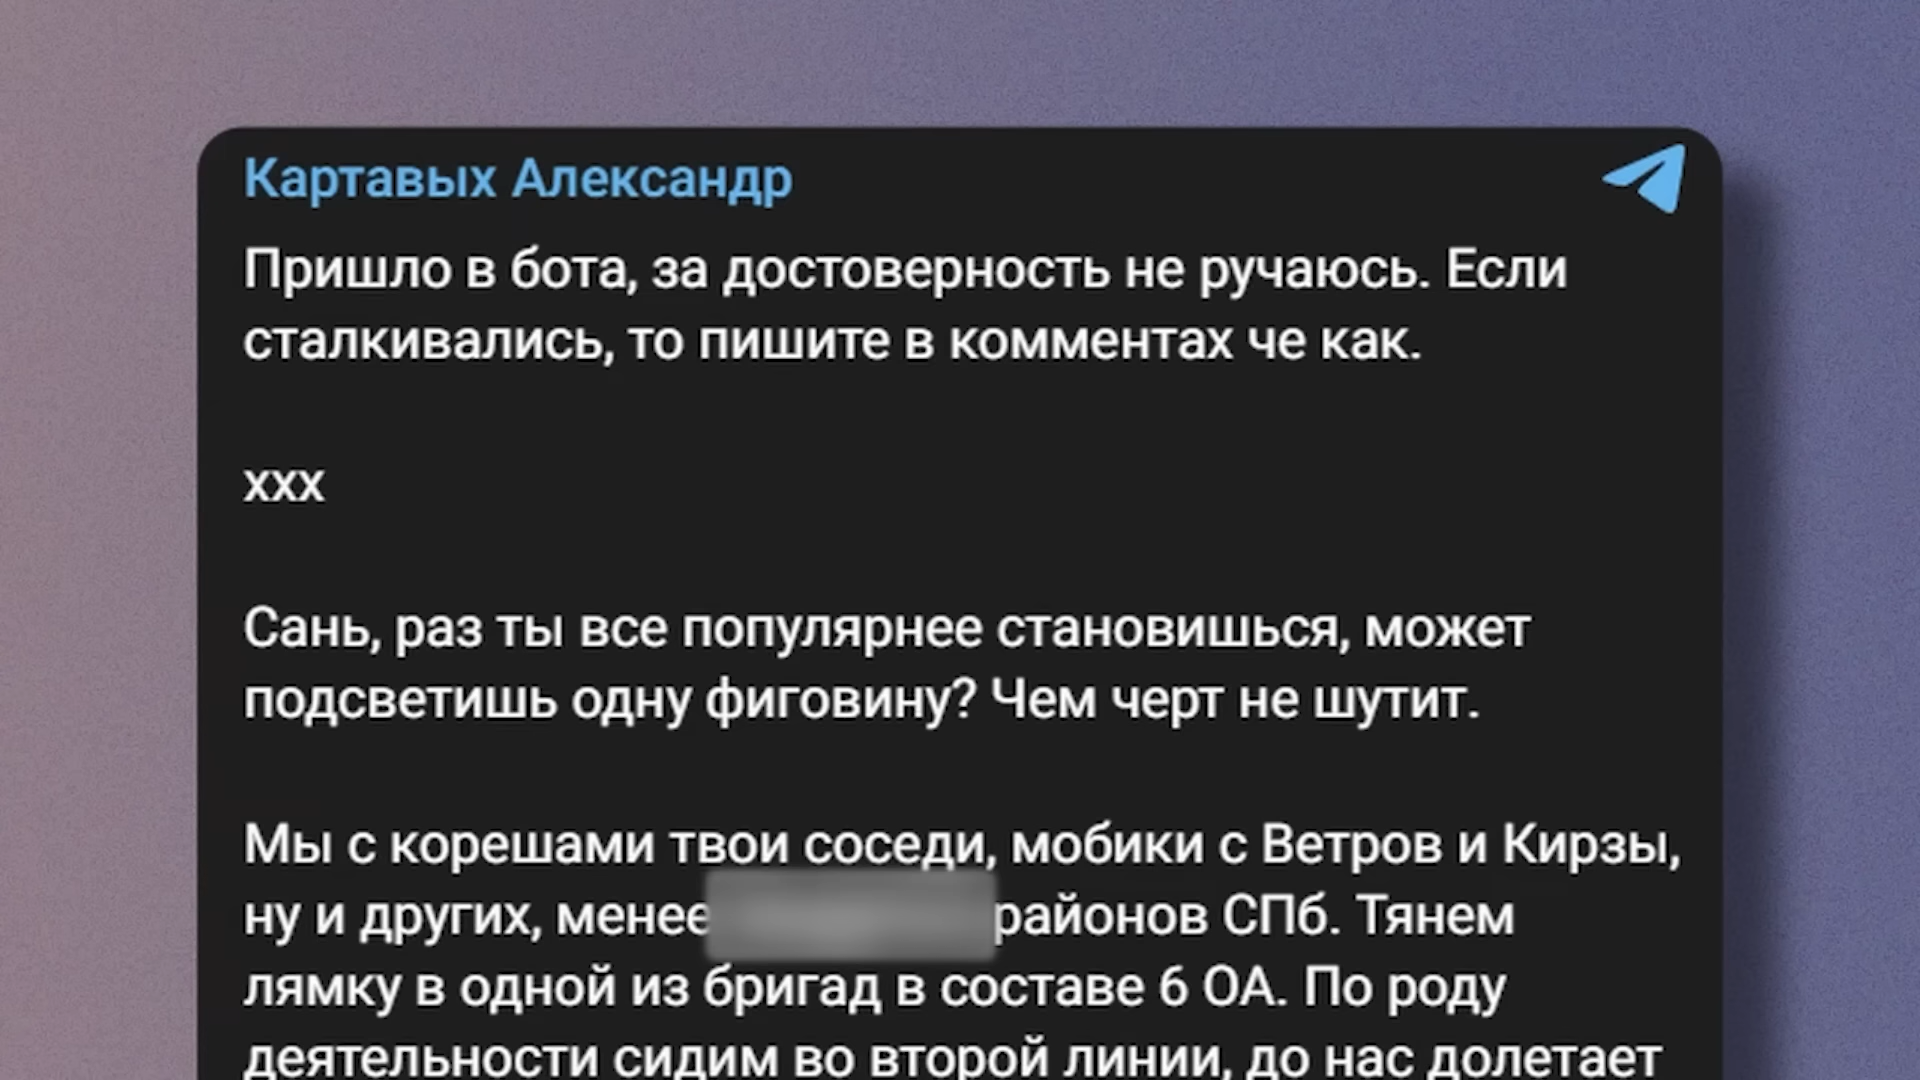 Картавых Александр
Пришло в бота, за достоверность не ручаюсь. Если
сталкивались, то пишите в комментах че как.
xxx
Сань, раз ты все популярнее становишься, может
подсветишь одну фиговину? Чем черт не шутит.
Мы с корешами твои соседи, мобики с Ветров и Кирзы,
ну и других, менее районов СПб. Тянем
лямку в одной из бригад в составе 6 ОА. По роду
деятельности сидим во второй линии, до нас долетает